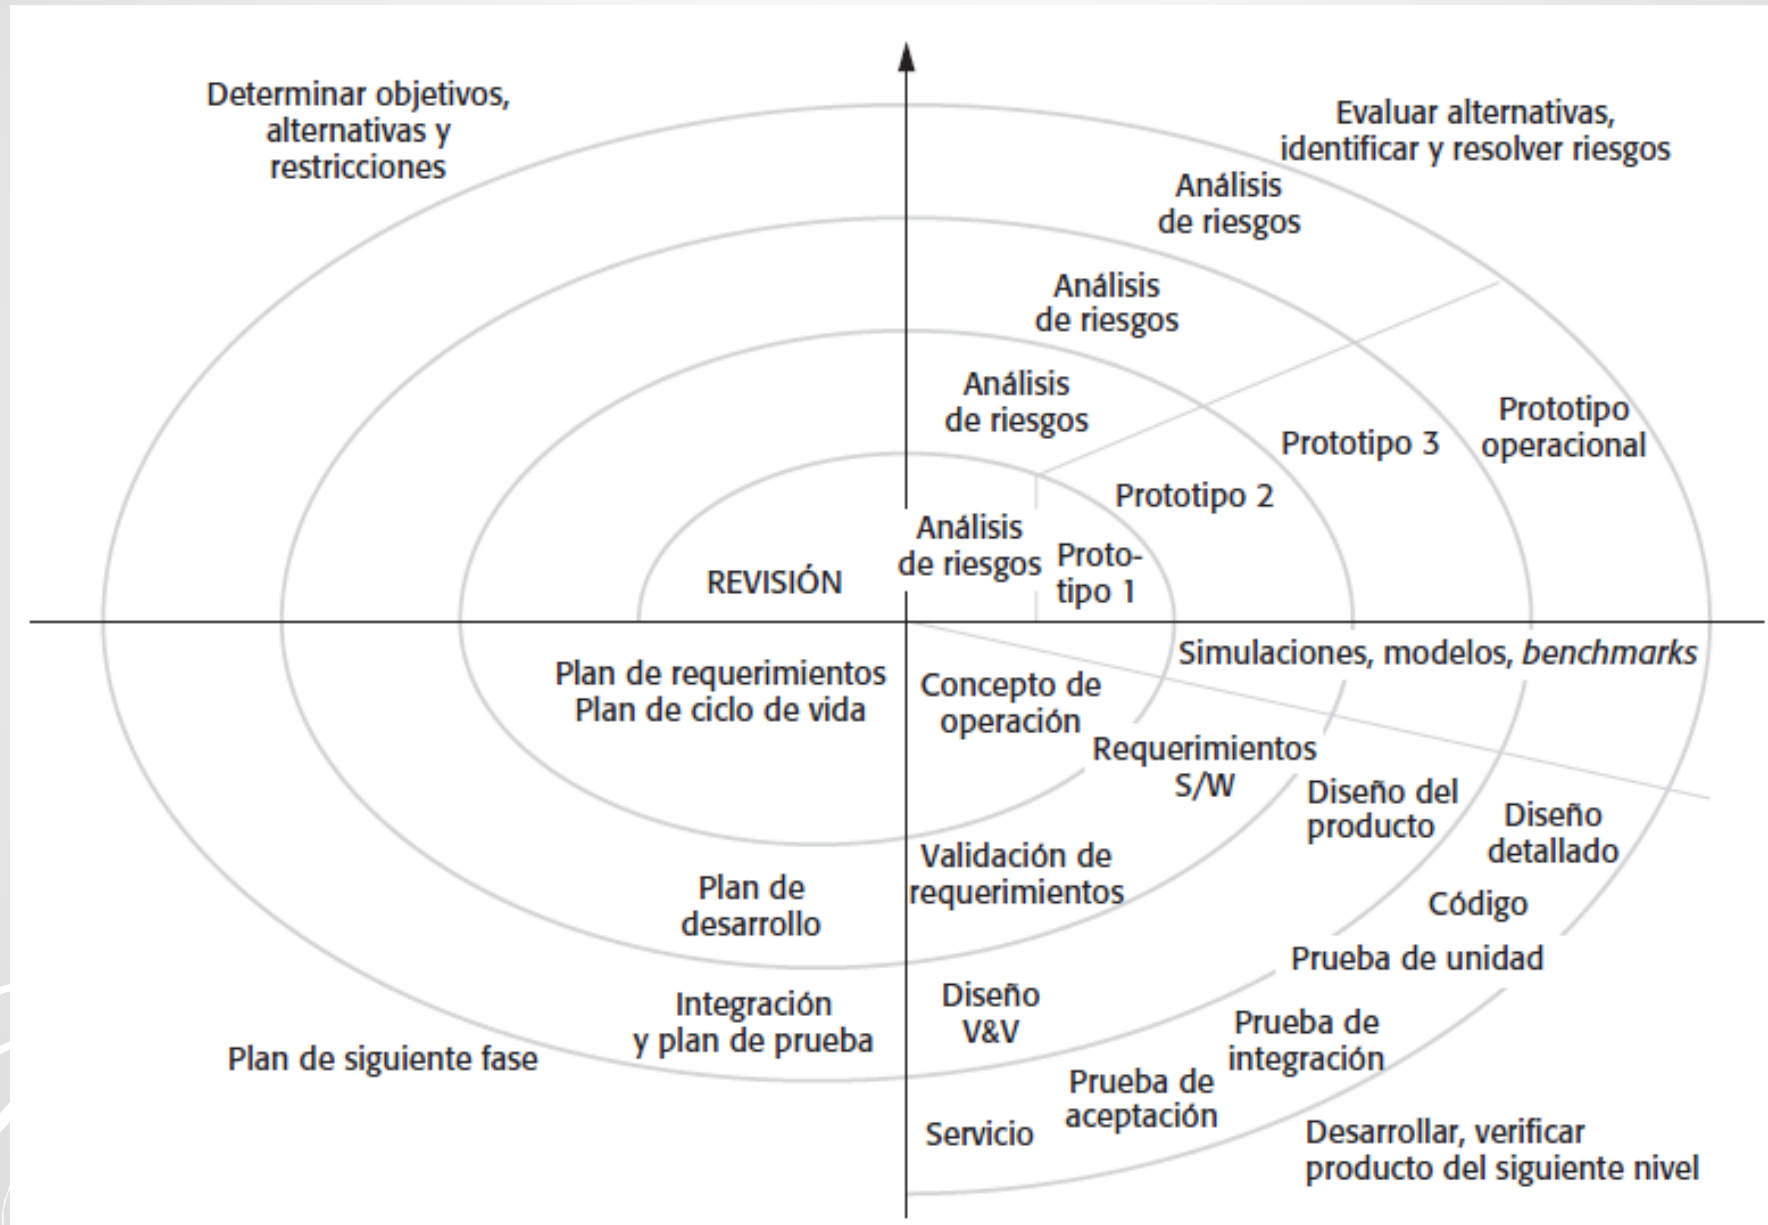 Determinar objetivos,
alternativas y
restricciones
Evaluar alternativas,
identificar y resolver riesgos
Análisis
de riesgos
Análisis
de riesgos
Análisis
de riesgos
Prototipo
operacional
Prototipo 3
Prototipo 2
Análisis
de riesgos
Proto-
tipo 1
REVISIÓN
Simulaciones, modelos, benchmarks
Plan de requerimientos
Plan de ciclo de vida
Concepto de
operación
Requerimientos
S/W
Diseño del
producto
Diseño
detallado
Validación de
requerimientos
Plan de
desarrollo
Código
Prueba de unidad
Integración
y plan de prueba
Diseño
V&V
Prueba de
integración
Plan de siguiente fase
Prueba de
aceptación
Servicio
Desarrollar, verificar
producto del siguiente nivel